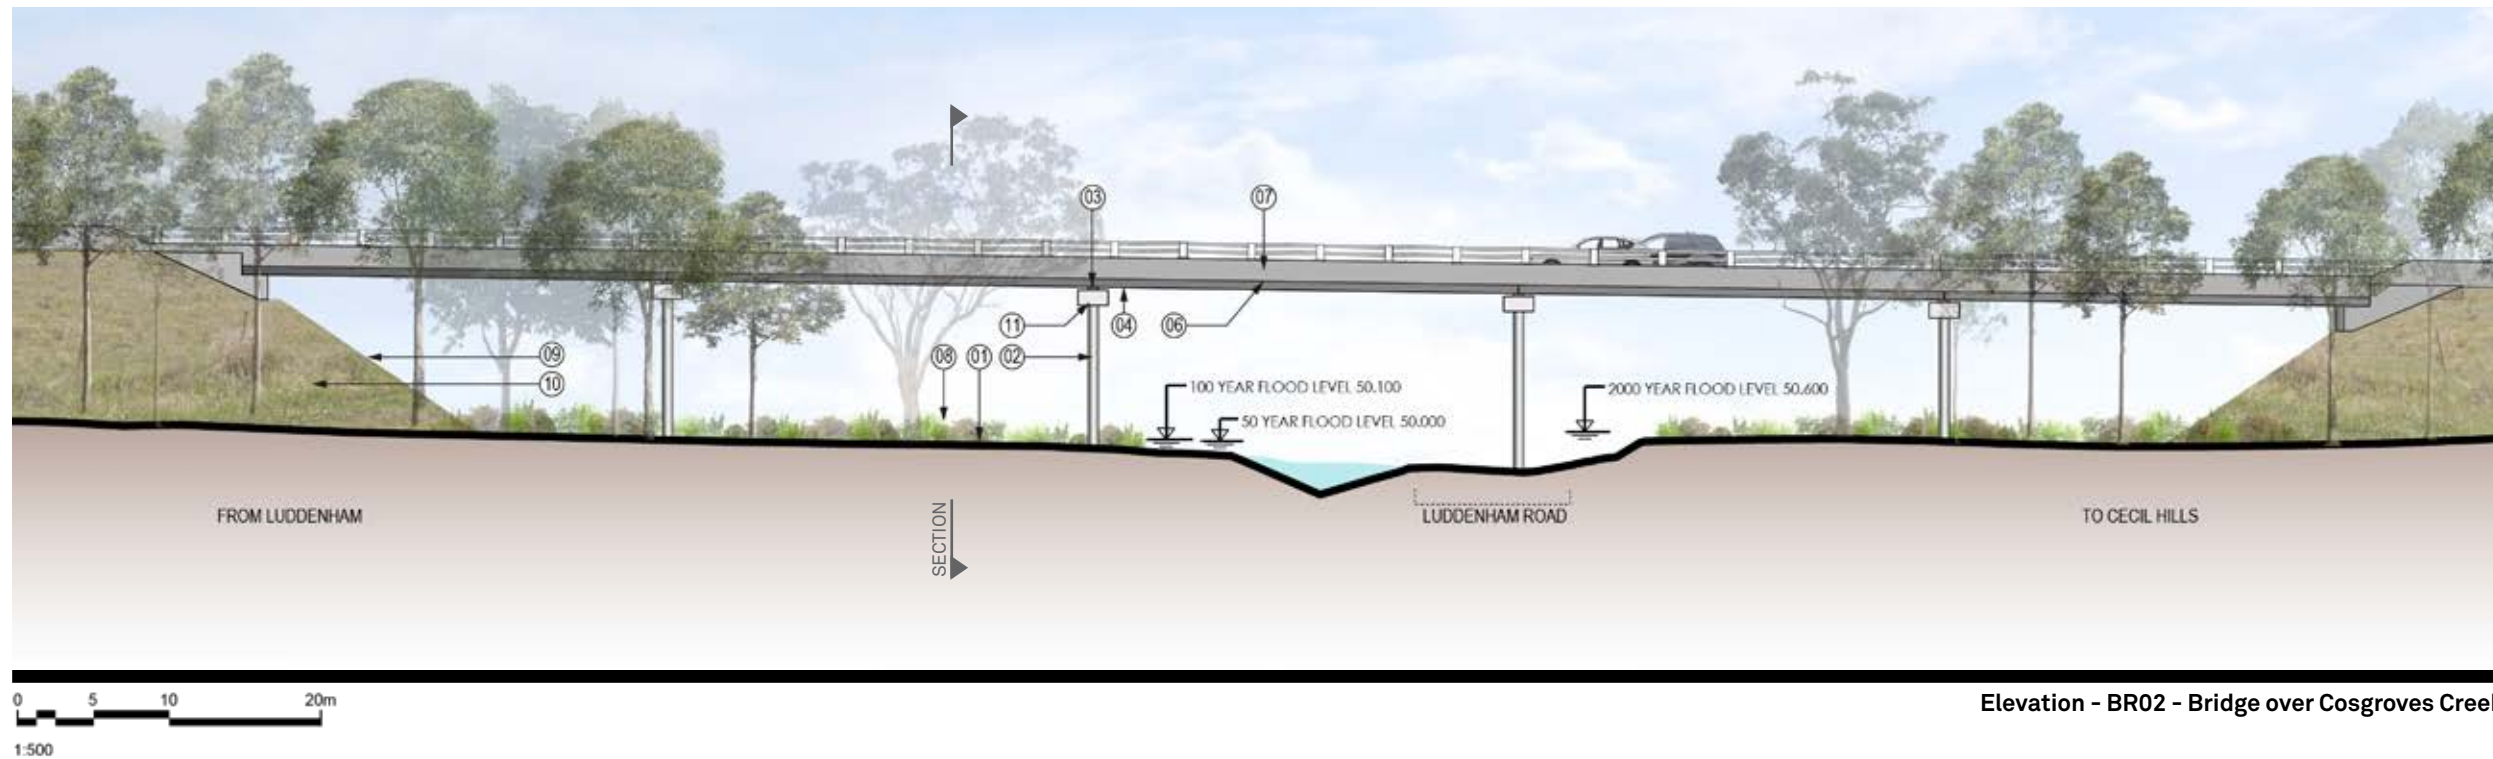 03
07
11
04
06
09
08
01
02
10
100 YEAR FLOOD LEVEL 50.100
2000 YEAR FLOOD LEVEL 50.600
50 YEAR FLOOD LEVEL 50.000
FROM LUDDENHAM
SECTION
LUDDENHAM ROAD
TO CECIL HILLS
0 5 10 20m
1:500
Elevation - BR02 - Bridge over Cosgroves Creek